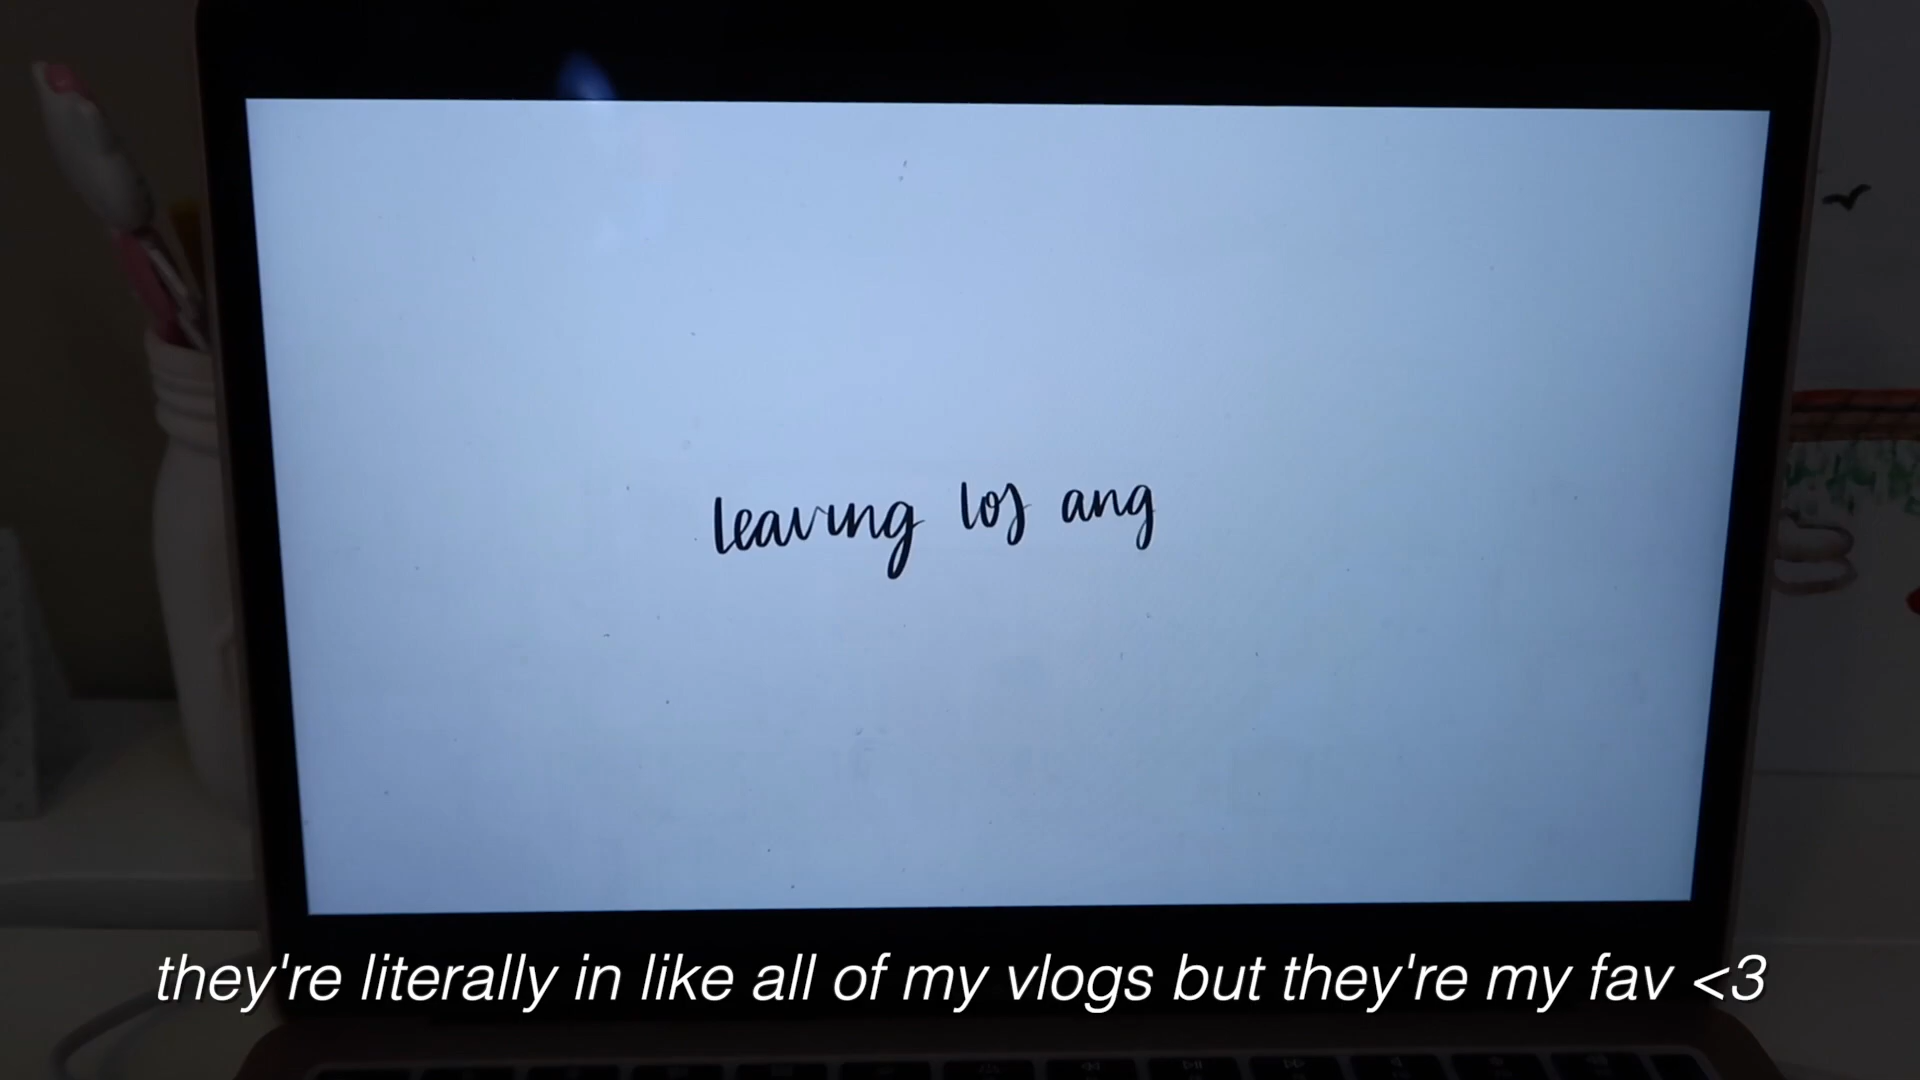 leaving los ang
they're literally in like all of my vlogs but they're my fav <3